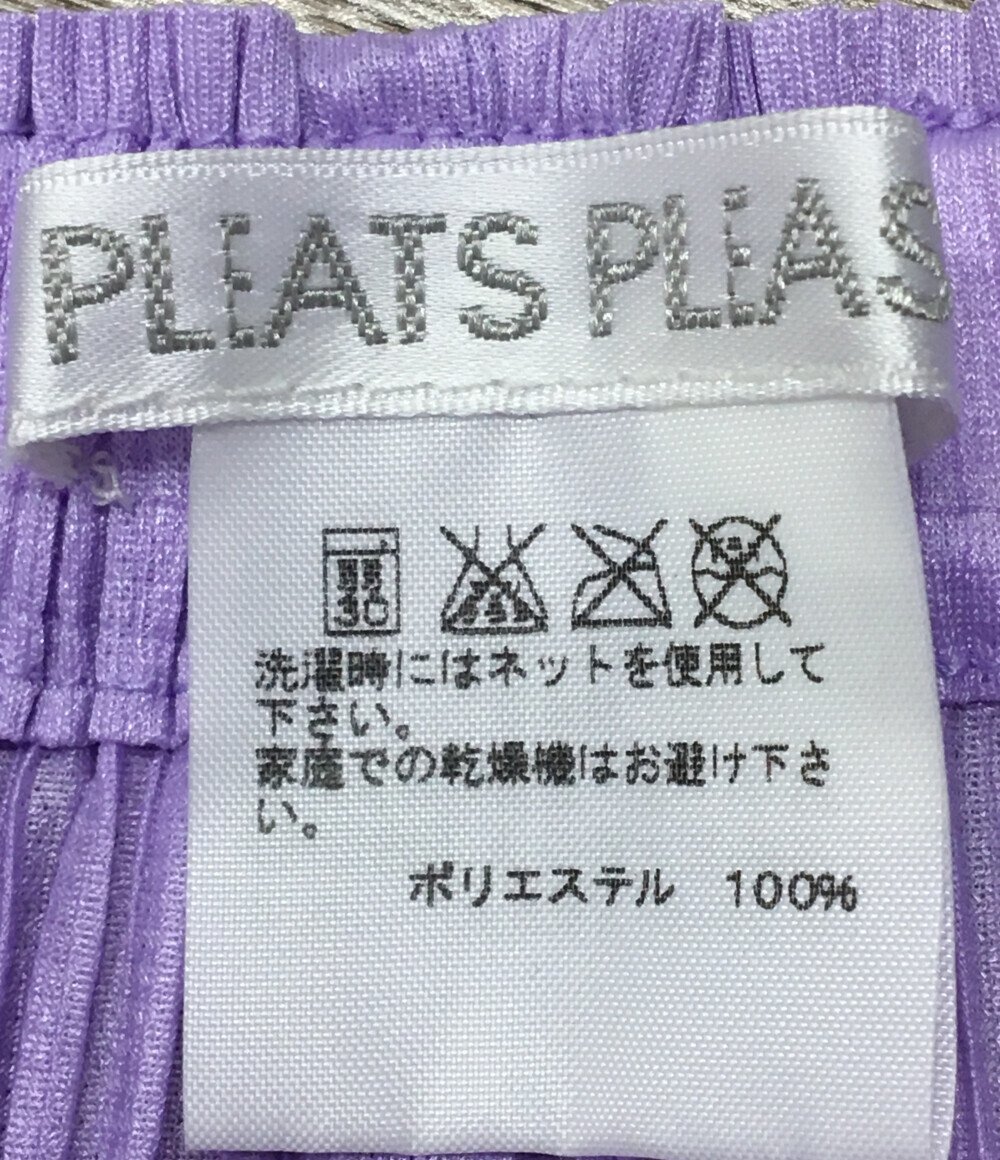 PLEATS PLEAS
弱
30
洗濯時にはネットを使用して
下さい。
家庭での乾燥機はお避け下さ
い。
ポリエステル 100%